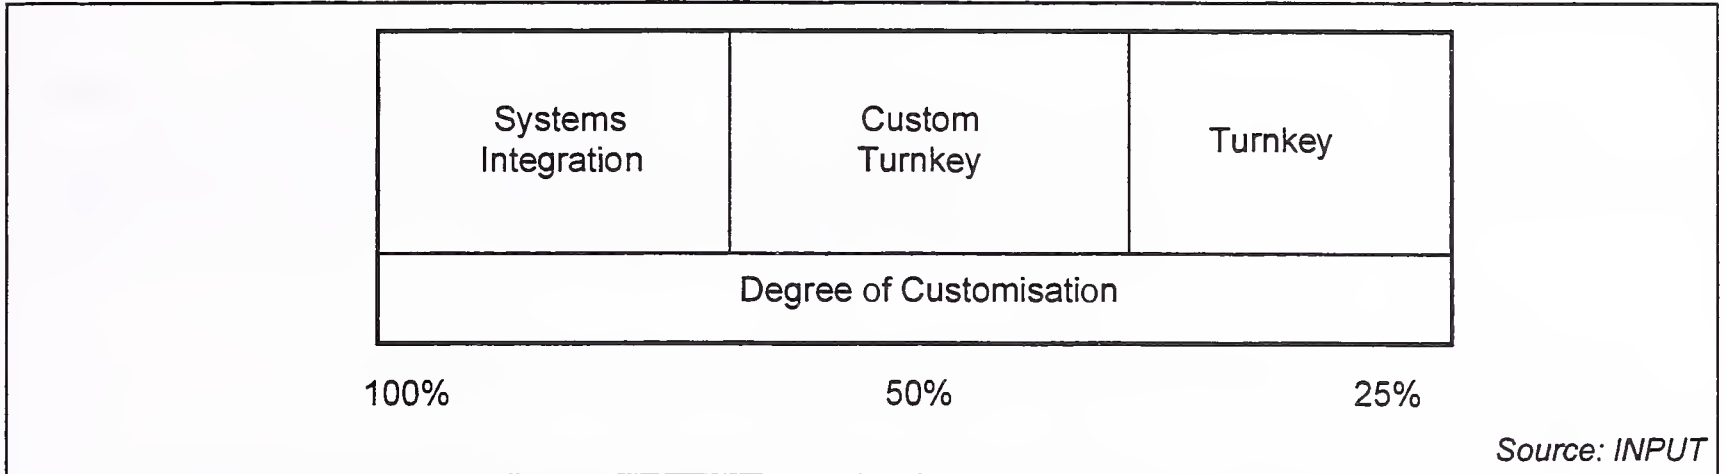 Systems
Integration
Custom
Turnkey
Turnkey
Degree of Customisation
100% 50% 25%
Source: INPUT